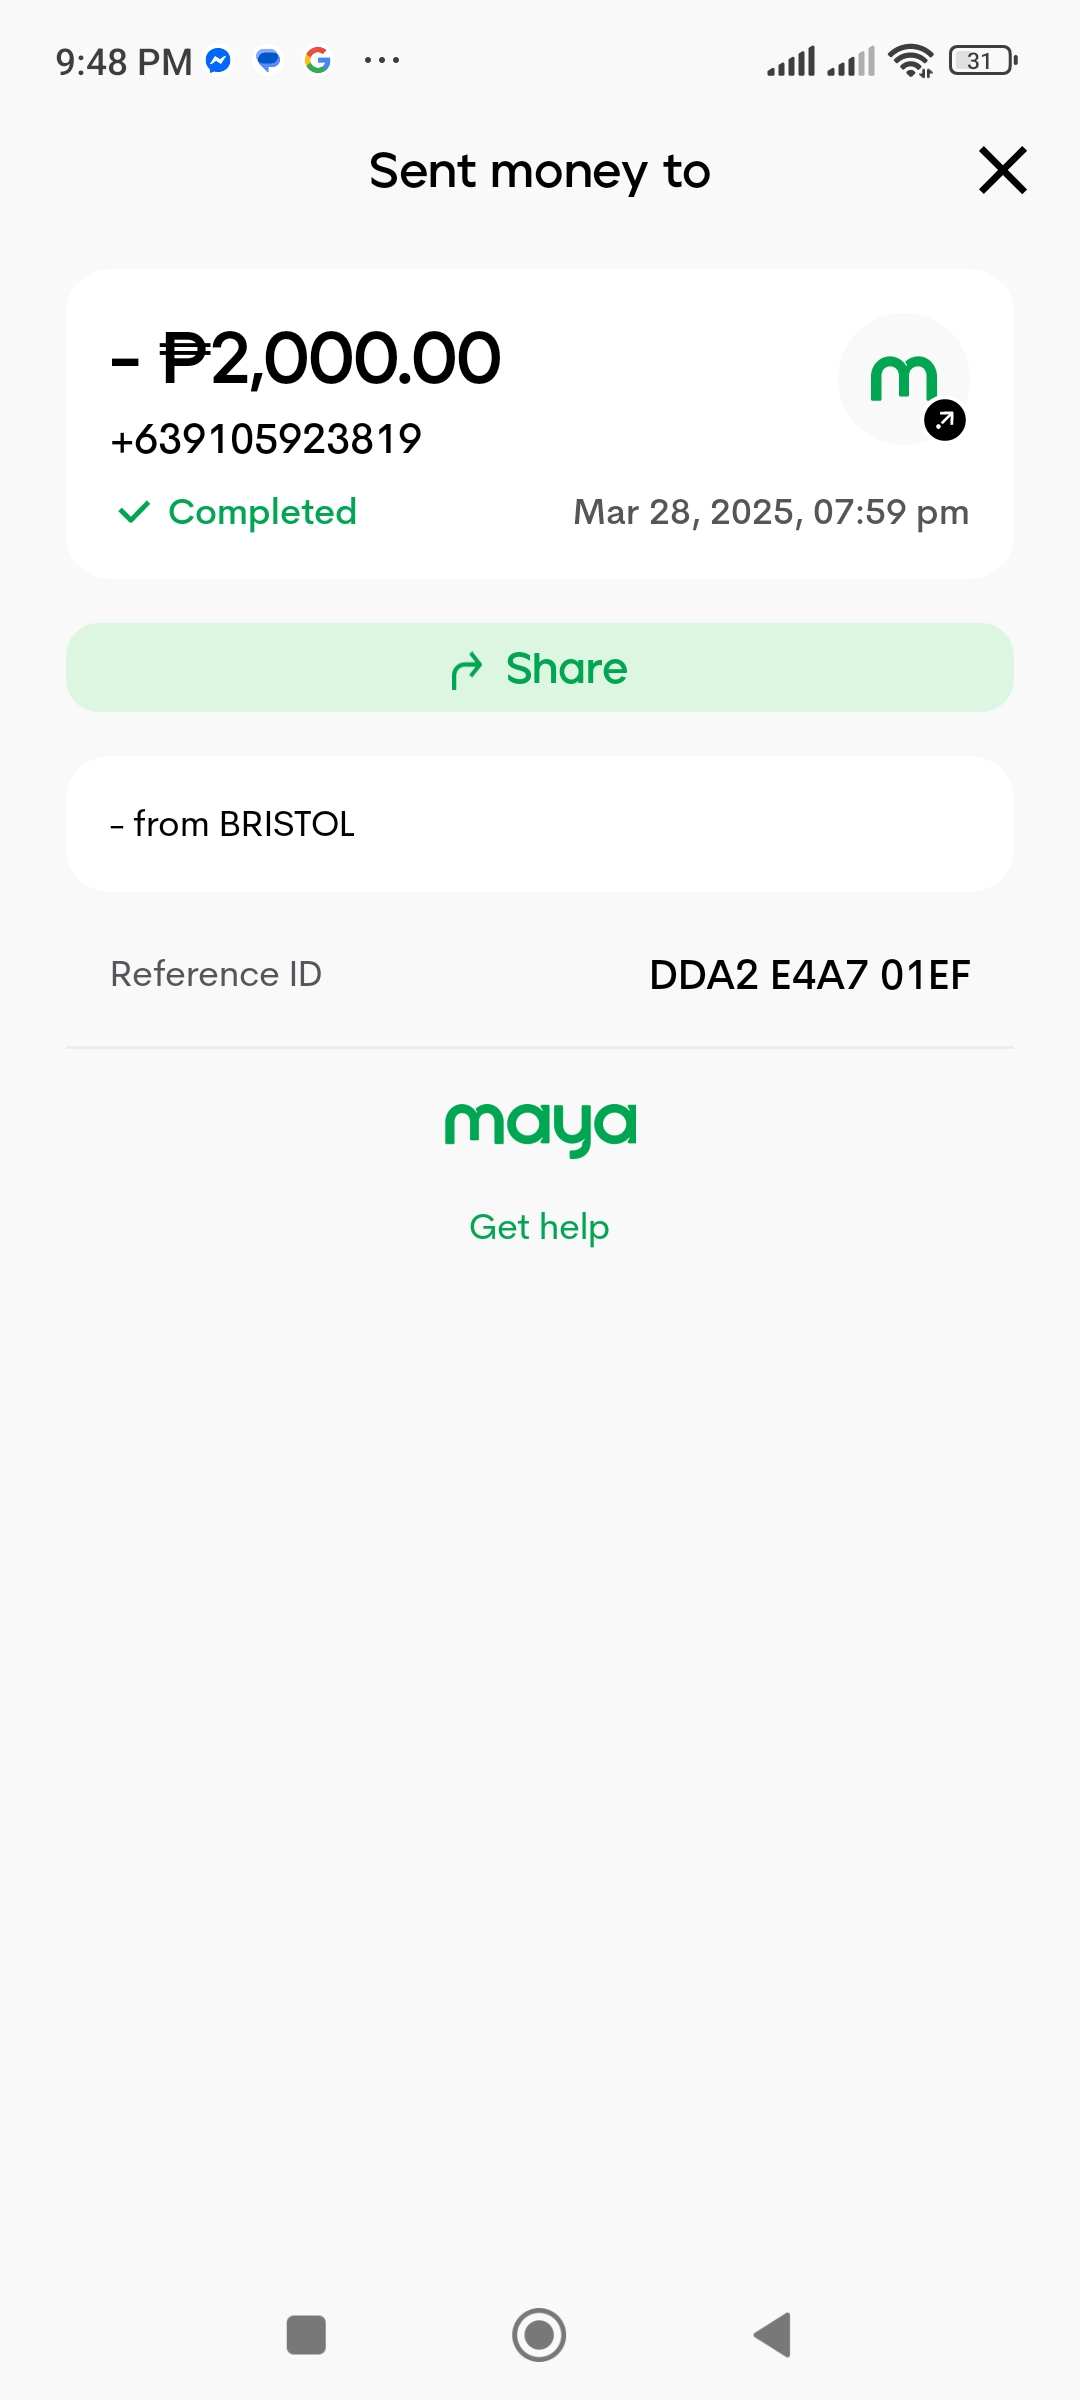 9:48 PM
31
Sent money to
- ₱2,000.00
+639105923819
Completed
Mar 28, 2025, 07:59 pm
Share
- from BRISTOL
Reference ID
DDA2 E4A7 01EF
maya
Get help